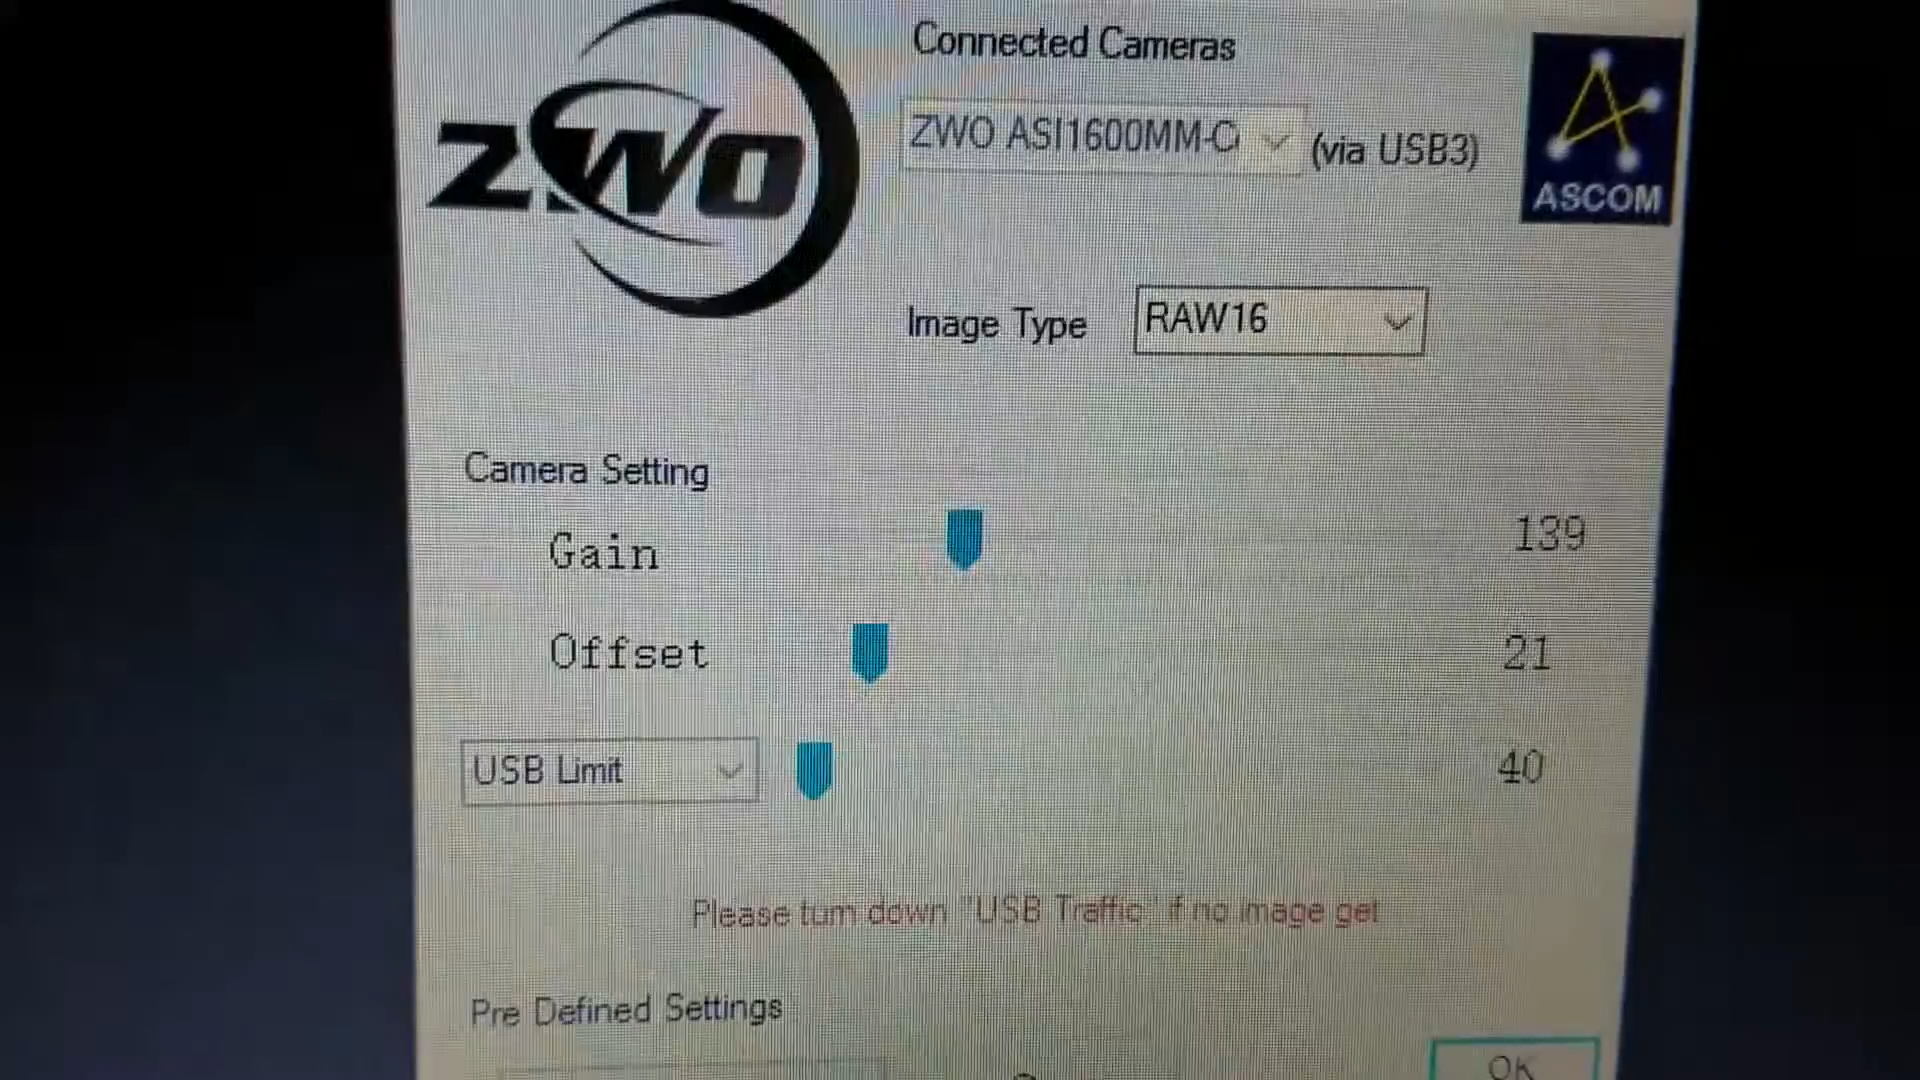 ZWO
Connected Cameras
ZWO ASI1600MM-C (via USB3)
ASCOM
Image Type RAW16
Camera Setting
Gain 139
Offset 21
USB Limit 40
Please turn down "USB Traffic" if no image get
Pre Defined Settings
OK